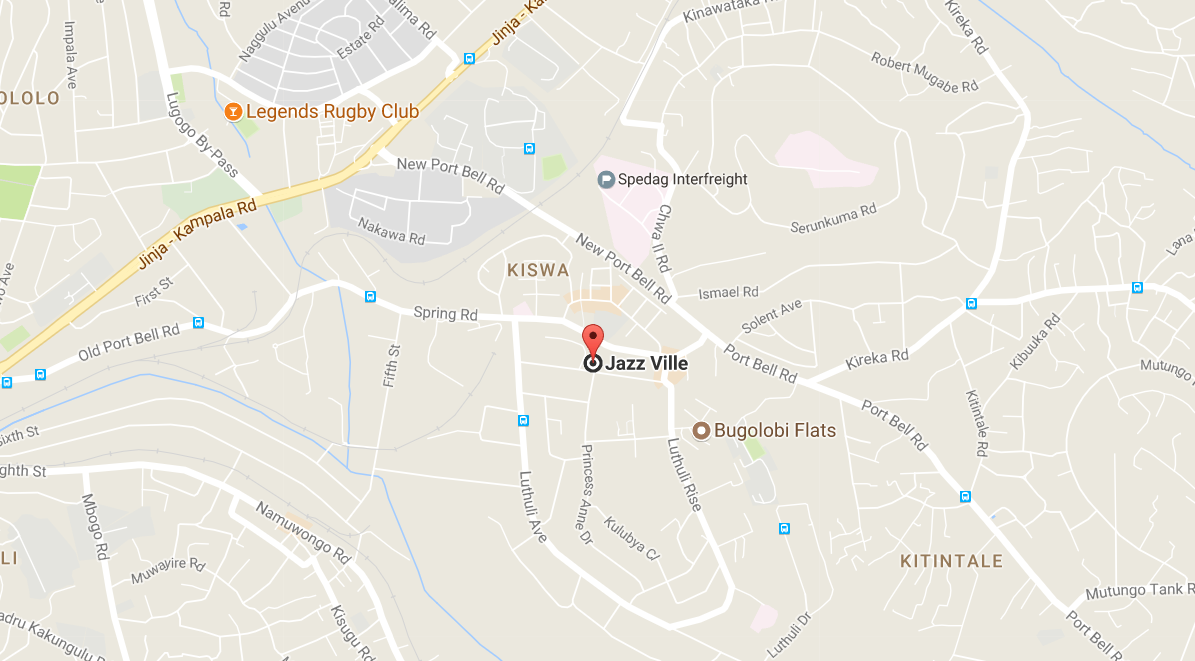 Impala Ave
Rd
Naggulu Avenue
Estate Rd
Jinja - Ka
Kinawataka
Kireka Rd
Robert Mugabe Rd
OLOLO
Legends Rugby Club
Lugogo By-Pass
New Port Bell Rd
Spedag Interfreight
Jinja - Kampala Rd
Nakawa Rd
Chwa II Rd
Serunkuma Rd
Lana
KISWA
New Port Bell Rd
First St
Ismael Rd
Spring Rd
Solent Ave
Old Port Bell Rd
Kibuuka Rd
Fifth St
Jazz Ville
Port Bell Rd
Kireka Rd
Mutungo
Kitintale Rd
Port Bell Rd
Bugolobi Flats
Sixth St
ghth St
Princess Anne Dr
Luthuli Rise
Luthuli Ave
Mbogo Rd
Namuwongo Rd
Kulubya Cl
LI
Muwayire Rd
KITINTALE
Mutungo Tank R
Kisugu Rd
Luthuli Dr
Port Bell R
adru Kakungulu Rd